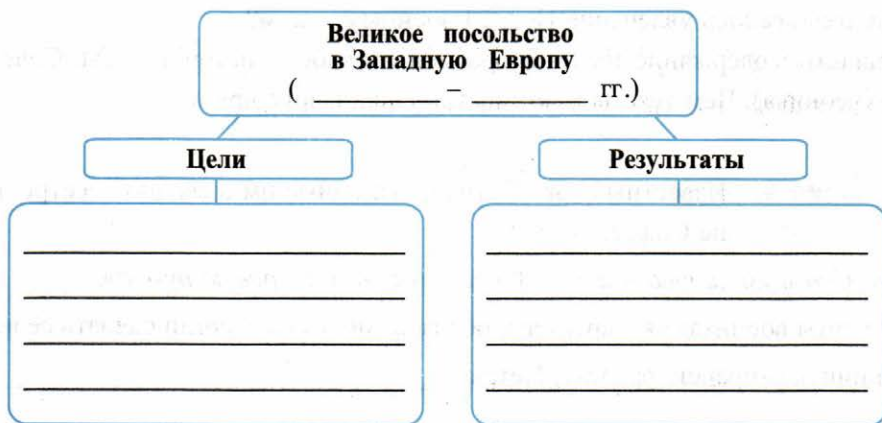 Великое посольство
в Западную Европу
( – гг.)
Цели
Результаты